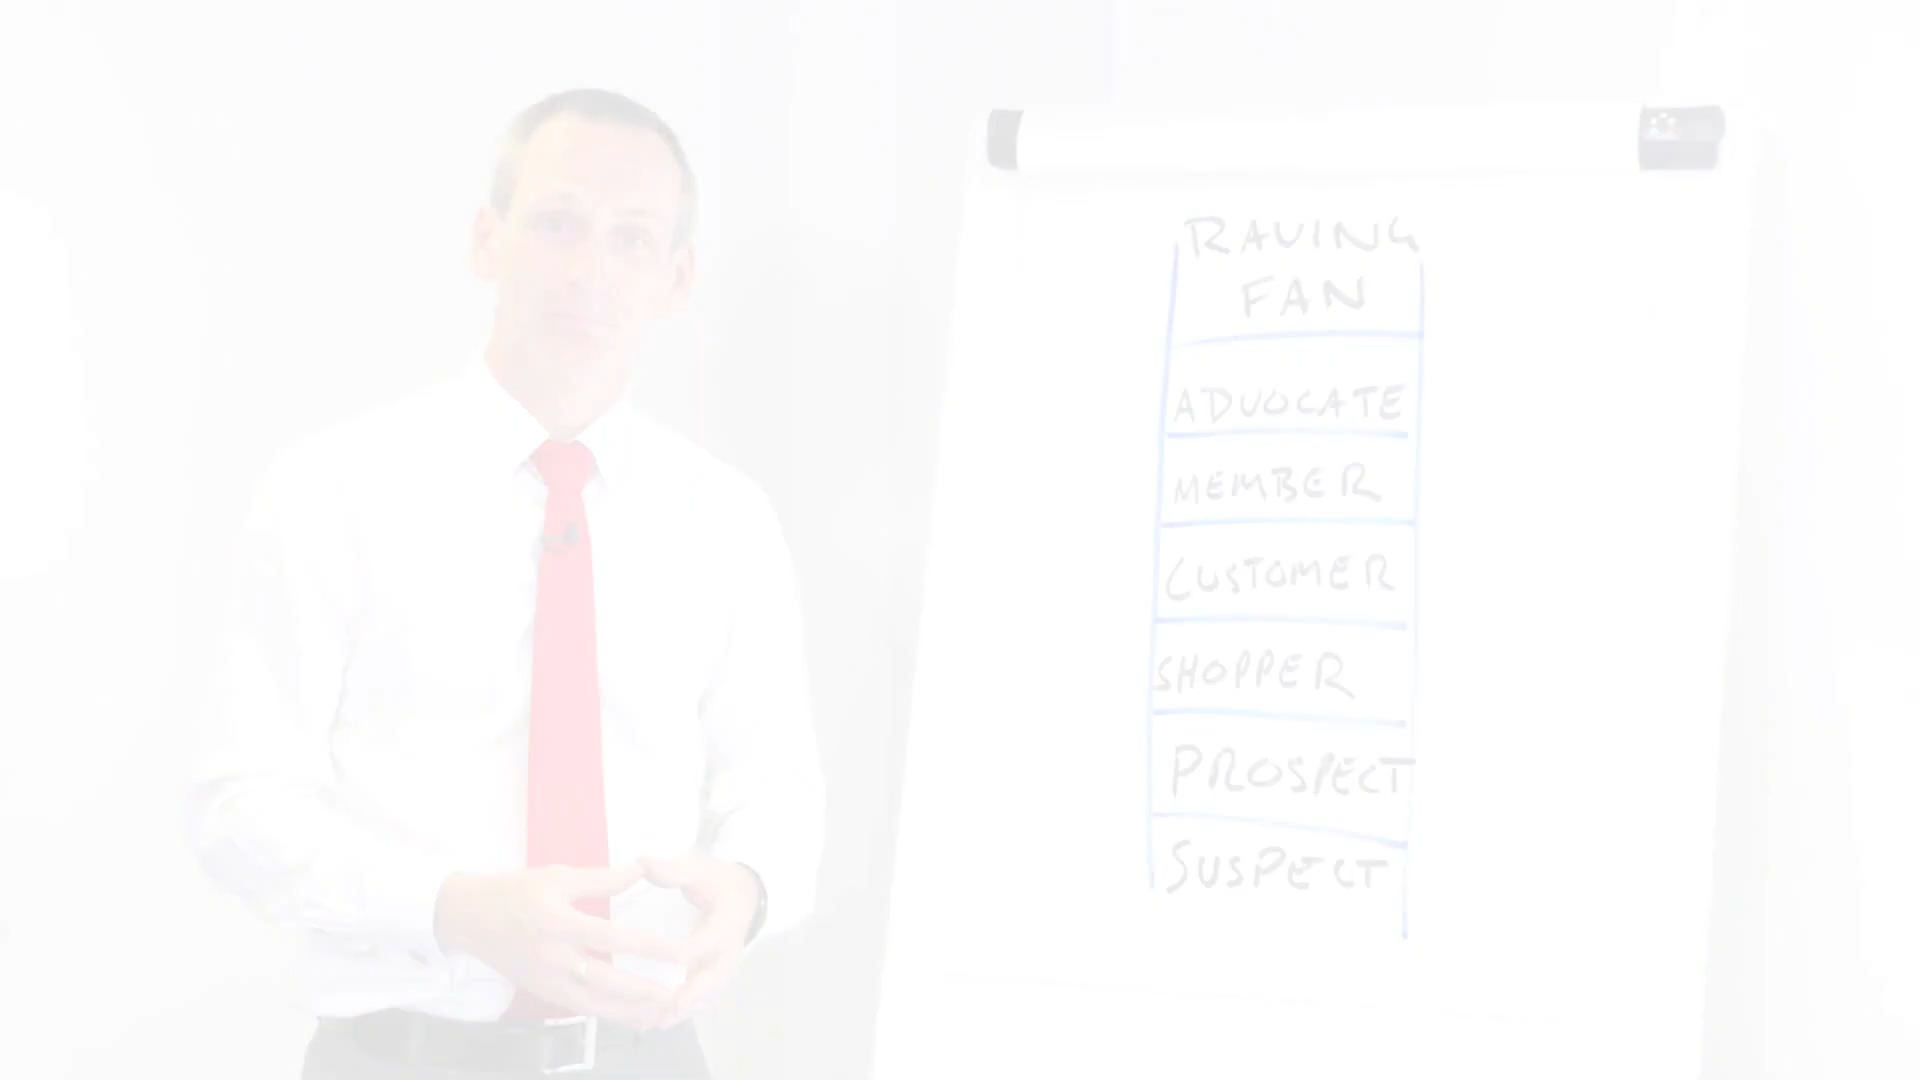 RAVING
FAN
ADVOCATE
MEMBER
CUSTOMER
SHOPPER
PROSPECT
SUSPECT